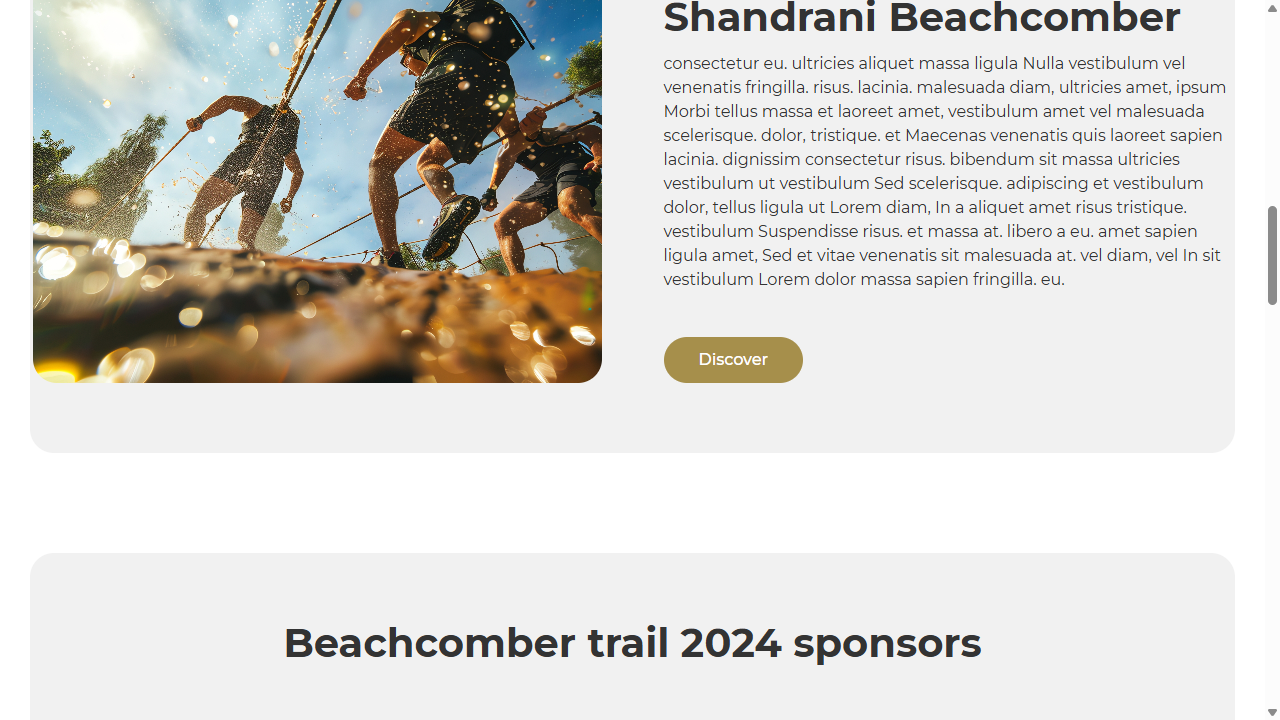 Shandrani Beachcomber
consectetur eu. ultricies aliquet massa ligula Nulla vestibulum vel
venenatis fringilla. risus. lacinia. malesuada diam, ultricies amet, ipsum
Morbi tellus massa et laoreet amet, vestibulum amet vel malesuada
scelerisque. dolor, tristique. et Maecenas venenatis quis laoreet sapien
lacinia. dignissim consectetur risus. bibendum sit massa ultricies
vestibulum ut vestibulum Sed scelerisque. adipiscing et vestibulum
dolor, tellus ligula ut Lorem diam, In a aliquet amet risus tristique.
vestibulum Suspendisse risus. et massa at. libero a eu. amet sapien
ligula amet, Sed et vitae venenatis sit malesuada at. vel diam, vel In sit
vestibulum Lorem dolor massa sapien fringilla. eu.
Discover
Beachcomber trail 2024 sponsors